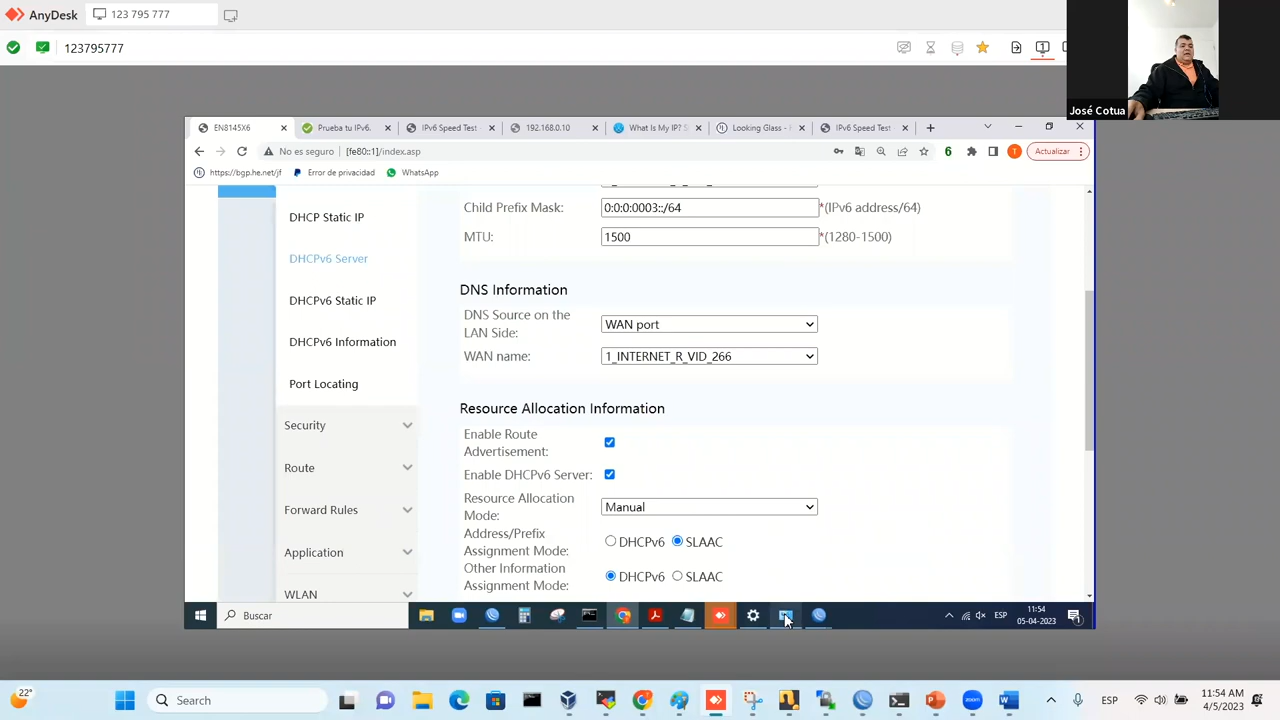 AnyDesk
123 795 777
123795777
José Cotua
EN8145X6
Prueba tu IPv6.
IPv6 Speed Test
192.168.0.10
What Is My IP? S
Looking Glass -
IPv6 Speed Test
No es seguro
[fe80::1]/index.asp
6
T
Actualizar
https://bgp.he.net/jf
Error de privacidad
WhatsApp
DHCP Static IP
DHCPv6 Server
DHCPv6 Static IP
DHCPv6 Information
Port Locating
Security
Route
Forward Rules
Application
WLAN
Child Prefix Mask:
0:0:0:0003::/64
*(IPv6 address/64)
MTU:
1500
*(1280-1500)
DNS Information
DNS Source on the
LAN Side:
WAN port
WAN name:
1_INTERNET_R_VID_266
Resource Allocation Information
Enable Route
Advertisement:
Enable DHCPv6 Server:
Resource Allocation
Mode:
Manual
Address/Prefix
Assignment Mode:
DHCPv6 SLAAC
Other Information
Assignment Mode:
DHCPv6 SLAAC
Buscar
ESP
11:54
05-04-2023
22°
Search
ESP
11:54 AM
4/5/2023